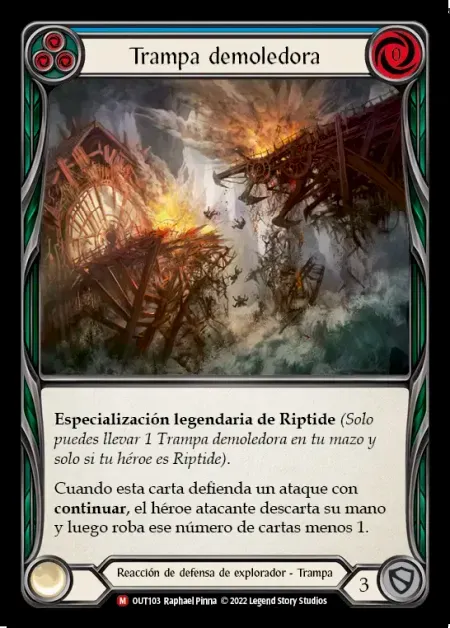 Trampa demoledora
0
Especialización legendaria de Riptide (Solo
puedes llevar 1 Trampa demoledora en tu mazo y
solo si tu héroe es Riptide).
Cuando esta carta defienda un ataque con
continuar, el héroe atacante descarta su mano
y luego roba ese número de cartas menos 1.
Reacción de defensa de explorador - Trampa
3
M OUT103 Raphael Pinna © 2022 Legend Story Studios